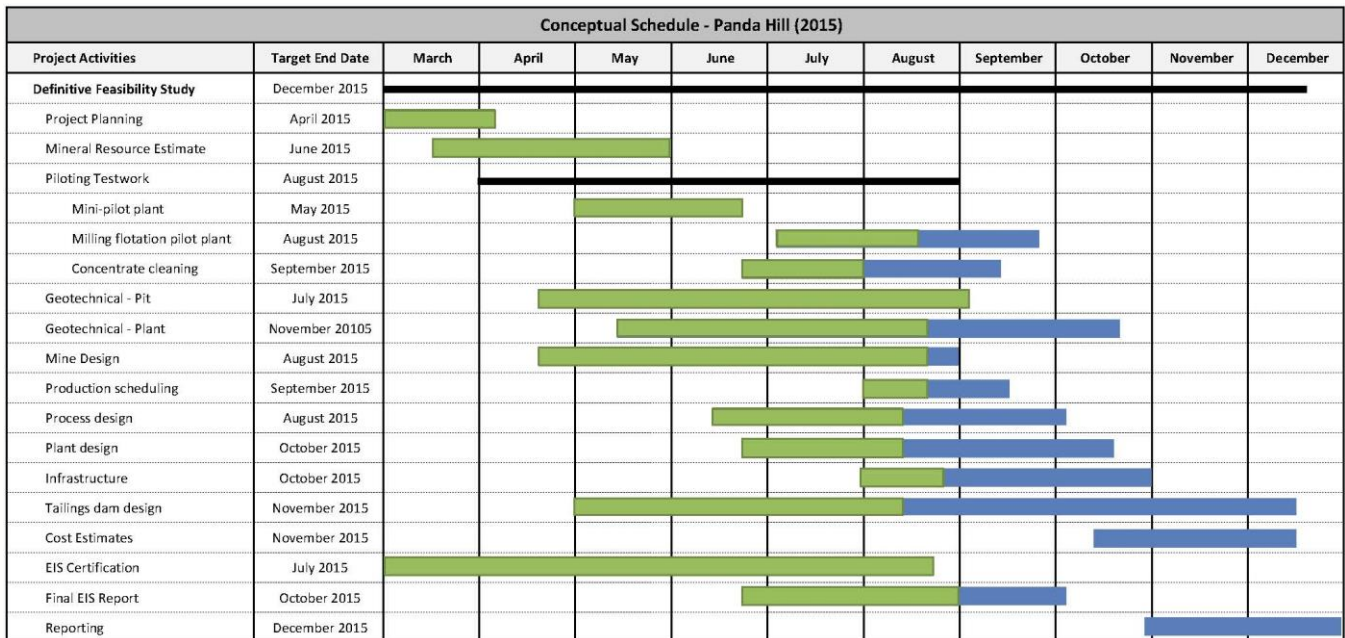 Conceptual Schedule - Panda Hill (2015)
Project Activities Target End Date March April May June July August September October November December
Definitive Feasibility Study December 2015
Project Planning April 2015
Mineral Resource Estimate June 2015
Piloting Testwork August 2015
Mini-pilot plant May 2015
Milling flotation pilot plant August 2015
Concentrate cleaning September 2015
Geotechnical - Pit July 2015
Geotechnical - Plant November 20105
Mine Design August 2015
Production scheduling September 2015
Process design August 2015
Plant design October 2015
Infrastructure October 2015
Tailings dam design November 2015
Cost Estimates November 2015
EIS Certification July 2015
Final EIS Report October 2015
Reporting December 2015